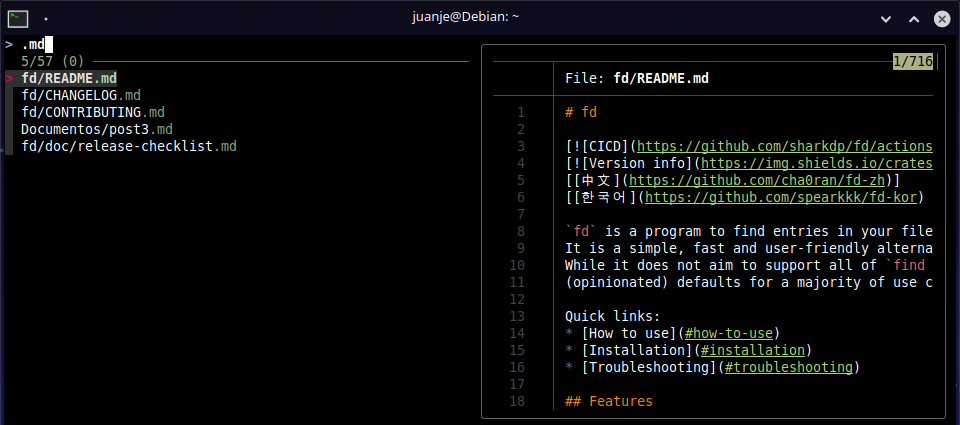 juanje@Debian: ~
> .md
5/57 (0)
> fd/README.md
fd/CHANGELOG.md
fd/CONTRIBUTING.md
Documentos/post3.md
fd/doc/release-checklist.md
1/716
File: fd/README.md
1 # fd
2
3 [![CICD](https://github.com/sharkdp/fd/actions
4 [![Version info](https://img.shields.io/crates
5 [[中文](https://github.com/cha0ran/fd-zh)]
6 [[한국어](https://github.com/spearkkk/fd-kor)
7
8 `fd` is a program to find entries in your file
9 It is a simple, fast and user-friendly alterna
10 While it does not aim to support all of `find
11 (opinionated) defaults for a majority of use c
12
13 Quick links:
14 * [How to use](#how-to-use)
15 * [Installation](#installation)
16 * [Troubleshooting](#troubleshooting)
17
18 ## Features